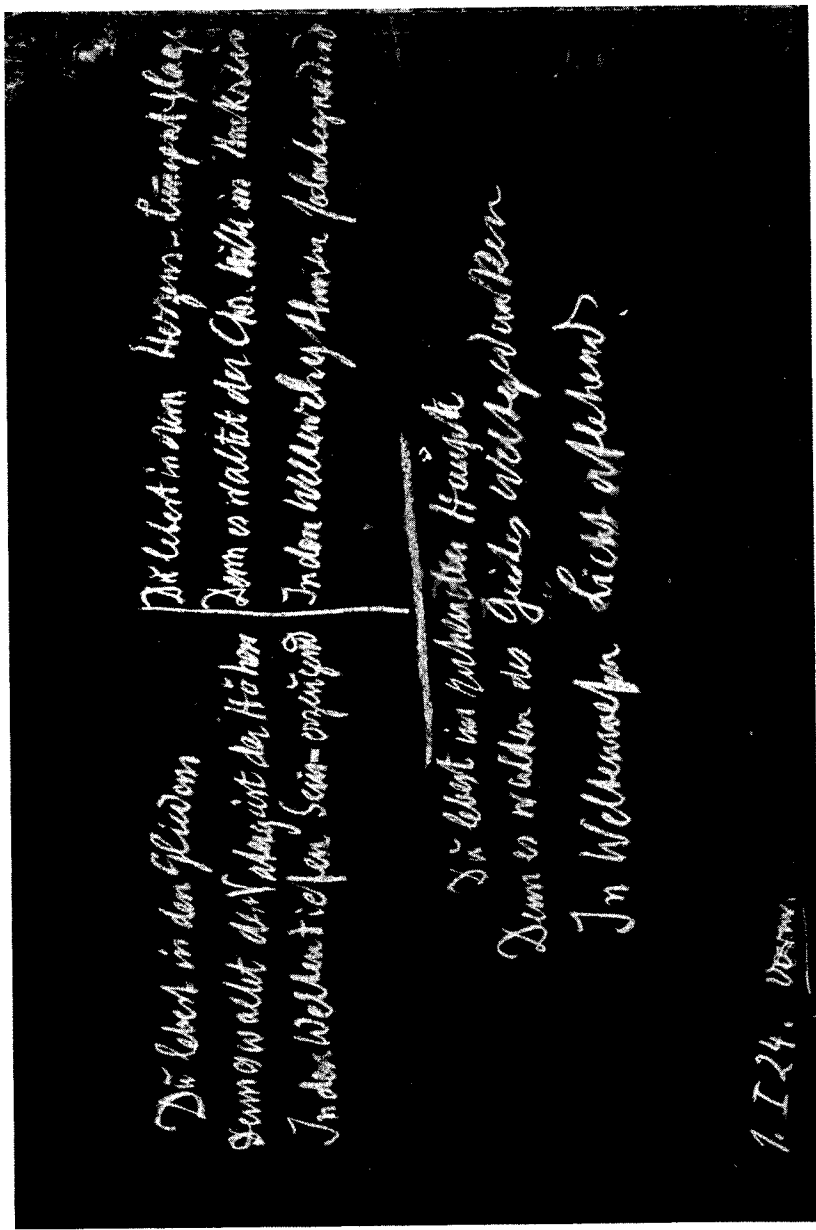 Du lebest in den Gliedern
Denn es waltet der Vatergeist der Höhen
In den Weltentiefen Sein-erzeugend
Du lebest in dem Herzens-Lungenschlage
Denn es waltet der Chr. Wille im Umkreis
In den Weltenrhythmen seelenbegnadend
Du lebest im ruhenden Haupte
Denn es walten des Geistes Weltgedanken
In Weltenwesen Licht erflehend.
1. I 24. Vorm.